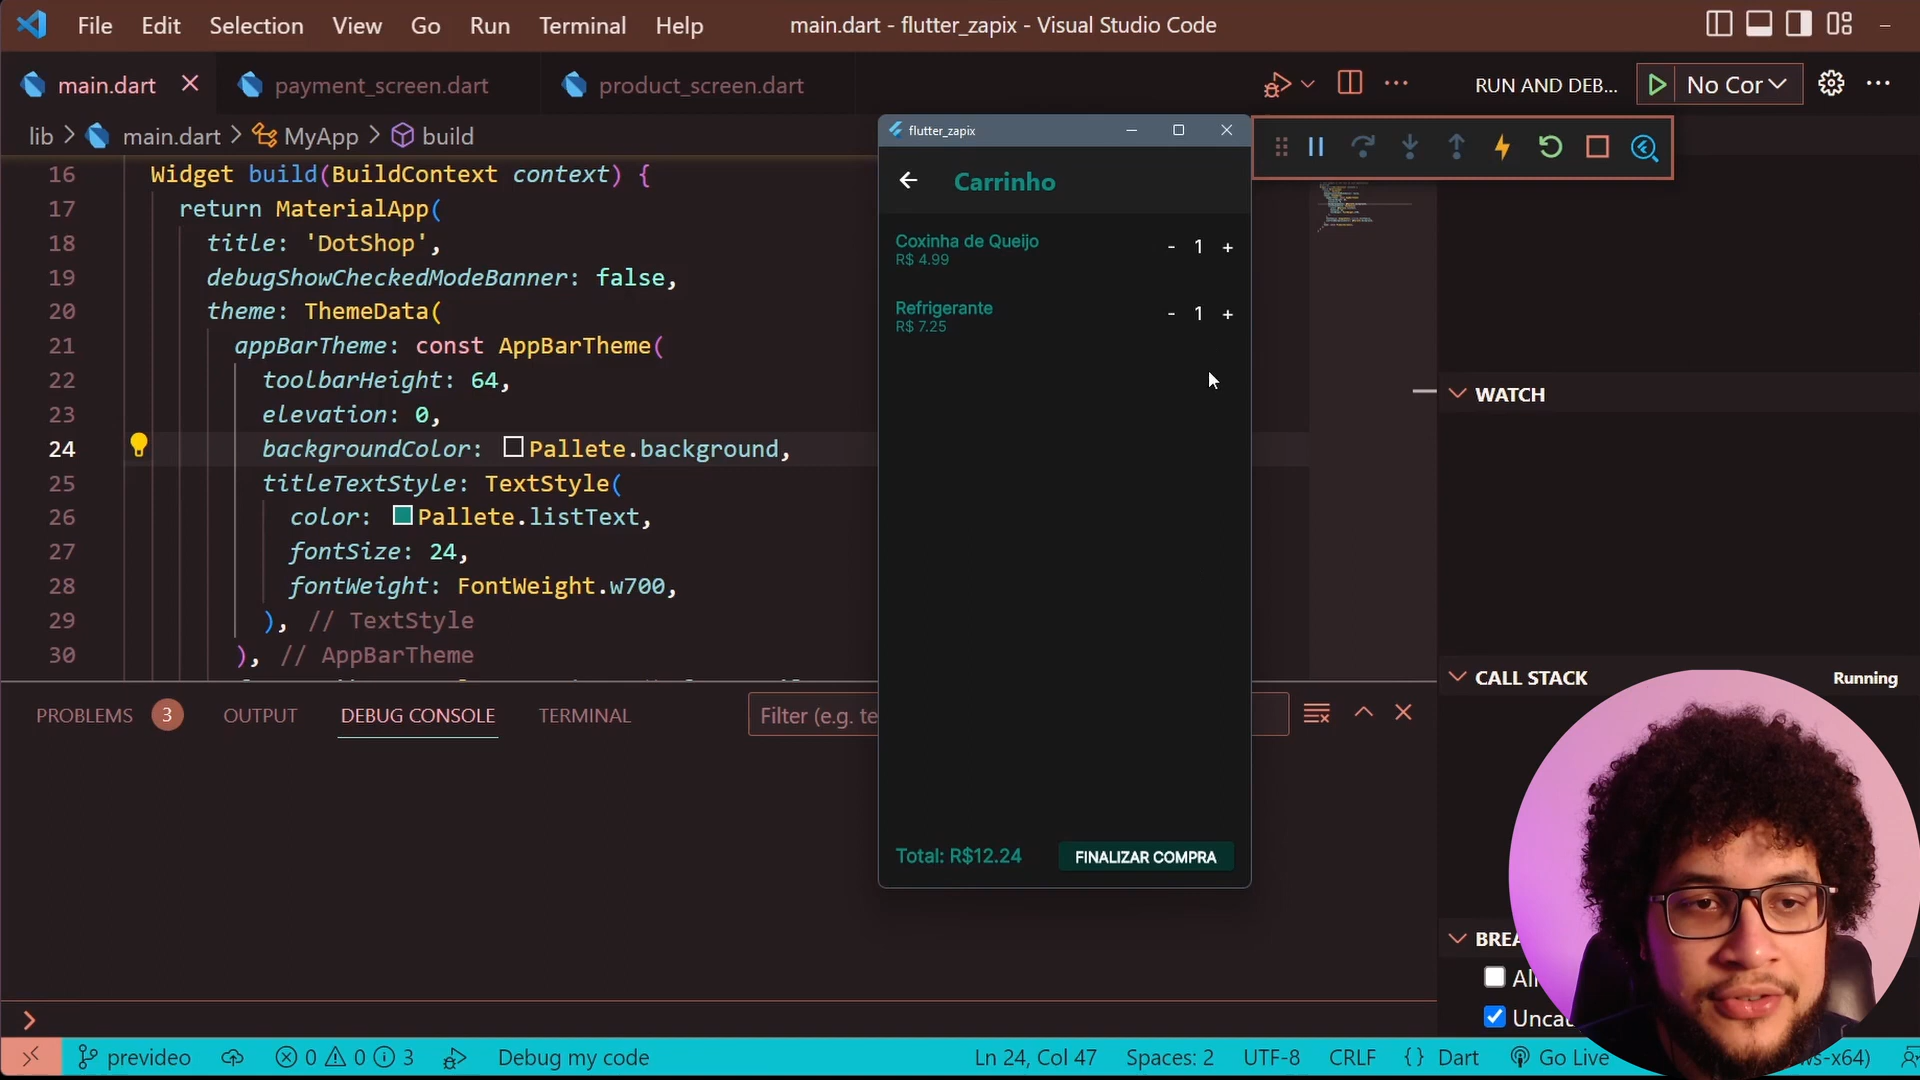 File Edit Selection View Go Run Terminal Help
main.dart - flutter_zapix - Visual Studio Code
main.dart payment_screen.dart product_screen.dart
RUN AND DEB... No Cor
lib > main.dart > MyApp > build
16 Widget build(BuildContext context) {
17 return MaterialApp(
18 title: 'DotShop',
19 debugShowCheckedModeBanner: false,
20 theme: ThemeData(
21 appBarTheme: const AppBarTheme(
22 toolbarHeight: 64,
23 elevation: 0,
24 backgroundColor: Pallete.background,
25 titleTextStyle: TextStyle(
26 color: Pallete.listText,
27 fontSize: 24,
28 fontWeight: FontWeight.w700,
29 ), // TextStyle
30 ), // AppBarTheme
flutter_zapix
Carrinho
Coxinha de Queijo
R$ 4.99
- 1 +
Refrigerante
R$ 7.25
- 1 +
Total: R$12.24
FINALIZAR COMPRA
WATCH
CALL STACK Running
BREA
All
Uncau
PROBLEMS 3 OUTPUT DEBUG CONSOLE TERMINAL
Filter (e.g. te
>
prevideo 0 0 3 Debug my code
Ln 24, Col 47 Spaces: 2 UTF-8 CRLF {} Dart Go Live
ws-x64)